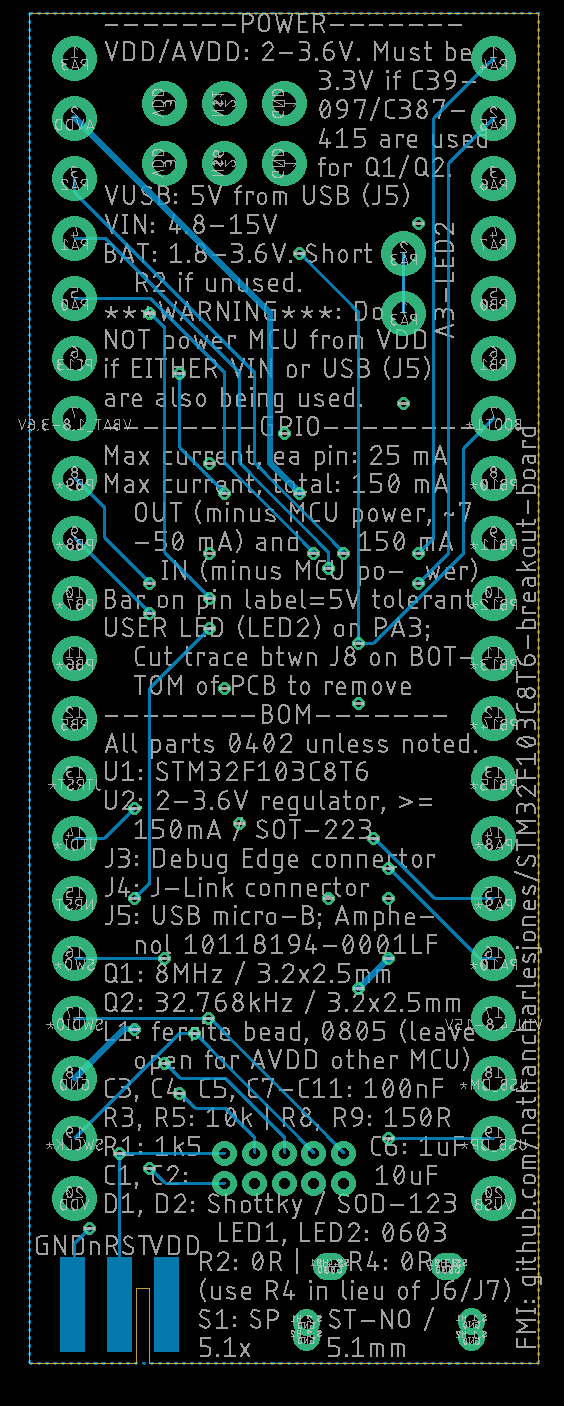 --------POWER--------
VDD/AVDD: 2-3.6V. Must be
3.3V if C39-
097/C387-
415 are used
for Q1/Q2.
VUSB: 5V from USB (J5)
VIN: 4.8-15V
BAT: 1.8-3.6V. Short
R2 if unused.
***WARNING***: Do
NOT power MCU from VDD
if EITHER VIN or USB (J5)
are also being used.
A3-LED2
---------GPIO---------
Max current,ea pin: 25 mA
Max current, total: 150 mA
OUT (minus MCU power, ~7
-50 mA) and 150 mA
IN (minus MCU po- wer)
Bar on pin label=5V tolerant
USER LED (LED2) on PA3;
Cut trace btwn J8 on BOT-
TOM of PCB to remove
---------BOM--------
All parts 0402 unless noted.
U1: STM32F103C8T6
U2: 2-3.6V regulator, >=
150mA / SOT-223
J3: Debug Edge connector
J4: J-Link connector
J5: USB micro-B; Amphe-
nol 10118194-0001LF
Q1: 8MHz / 3.2x2.5mm
Q2: 32.768kHz / 3.2x2.5mm
L1: ferrite bead, 0805 (leave
open for AVDD other MCU)
C3, C4, C5, C7-C11: 100nF
R3, R5: 10k | R8, R9: 150R
R1: 1k5 C6: 1uF
C1, C2: 10uF
D1, D2: Shottky / SOD-123
LED1, LED2: 0603
GND nRST VDD
R2: 0R | R4: 0R
(use R4 in lieu of J6/J7)
S1: SP ST-NO /
5.1x 5.1mm
FMI: github.com/nathancharlesjones/STM32F103C8T6-breakout-board